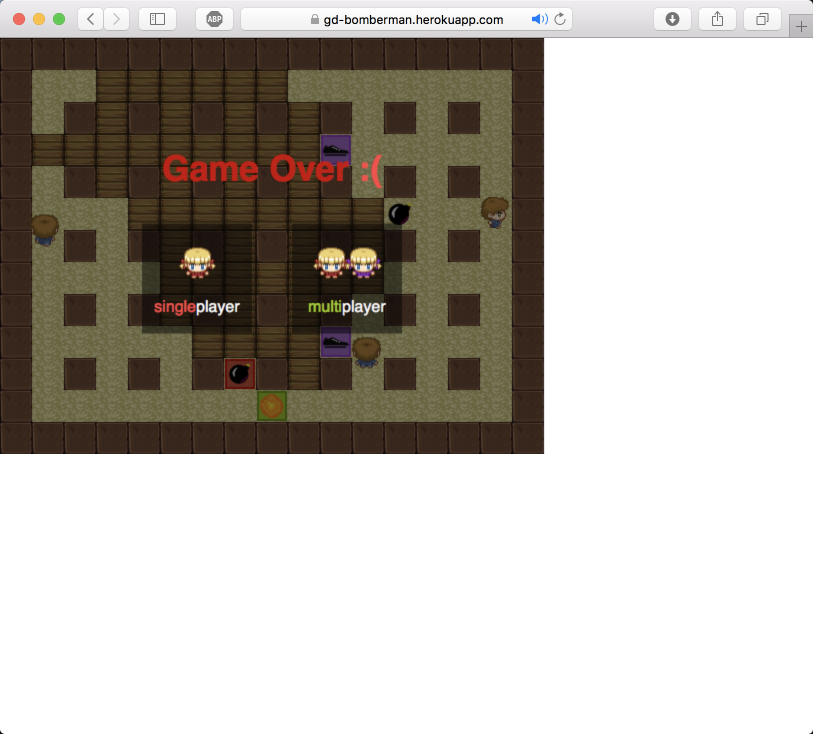 ABP
gd-bomberman.herokuapp.com
Game Over :(
singleplayer
multiplayer